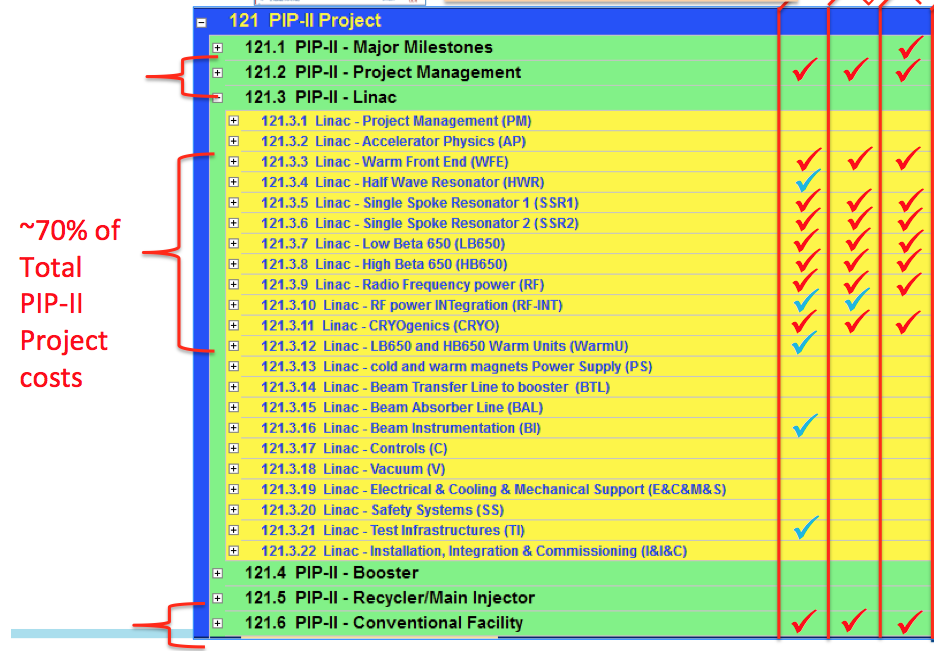 121 PIP-II Project
121.1 PIP-II - Major Milestones
121.2 PIP-II - Project Management
121.3 PIP-II - Linac
121.3.1 Linac - Project Management (PM)
121.3.2 Linac - Accelerator Physics (AP)
121.3.3 Linac - Warm Front End (WFE)
121.3.4 Linac - Half Wave Resonator (HWR)
121.3.5 Linac - Single Spoke Resonator 1 (SSR1)
121.3.6 Linac - Single Spoke Resonator 2 (SSR2)
121.3.7 Linac - Low Beta 650 (LB650)
121.3.8 Linac - High Beta 650 (HB650)
121.3.9 Linac - Radio Frequency power (RF)
121.3.10 Linac - RF power INTegration (RF-INT)
121.3.11 Linac - CRYOgenics (CRYO)
121.3.12 Linac - LB650 and HB650 Warm Units (WarmU)
121.3.13 Linac - cold and warm magnets Power Supply (PS)
121.3.14 Linac - Beam Transfer Line to booster (BTL)
121.3.15 Linac - Beam Absorber Line (BAL)
121.3.16 Linac - Beam Instrumentation (BI)
121.3.17 Linac - Controls (C)
121.3.18 Linac - Vacuum (V)
121.3.19 Linac - Electrical & Cooling & Mechanical Support (E&C&M&S)
121.3.20 Linac - Safety Systems (SS)
121.3.21 Linac - Test Infrastructures (TI)
121.3.22 Linac - Installation, Integration & Commissioning (I&I&C)
121.4 PIP-II - Booster
121.5 PIP-II - Recycler/Main Injector
121.6 PIP-II - Conventional Facility
~70% of
Total
PIP-II
Project
costs